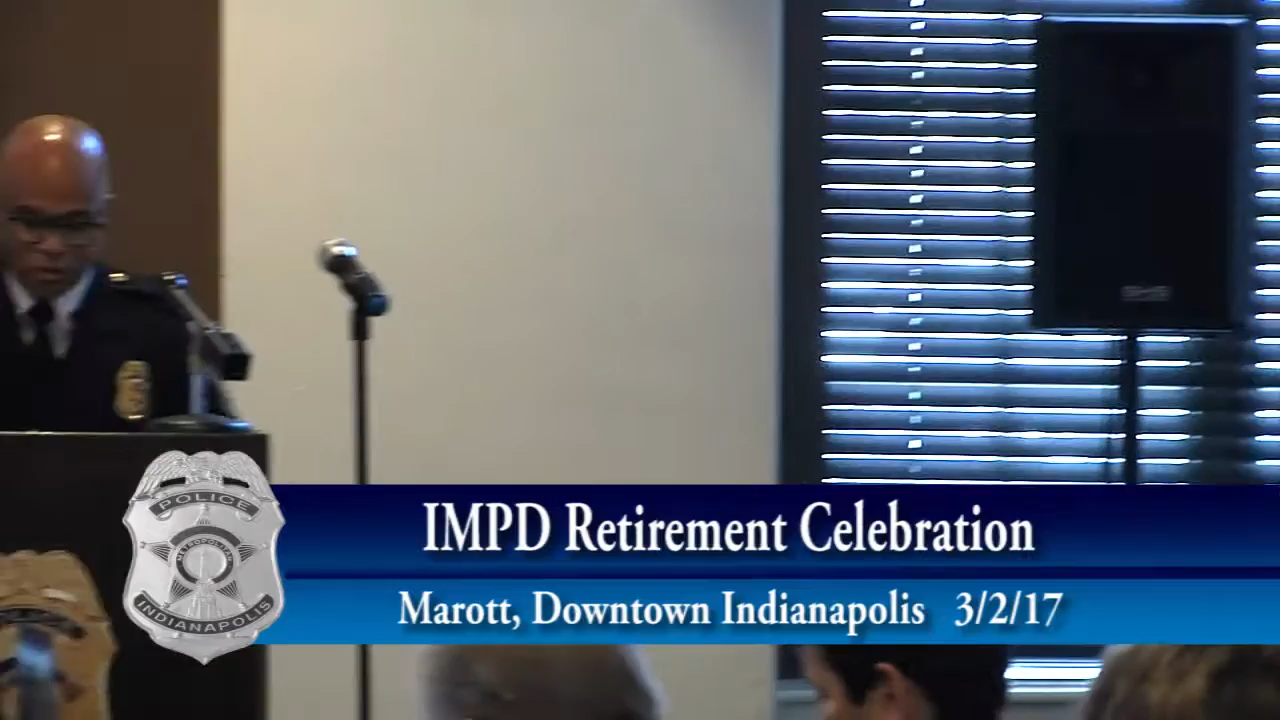 POLICE
METROPOLITAN
INDIANAPOLIS
IMPD Retirement Celebration
Marott, Downtown Indianapolis 3/2/17